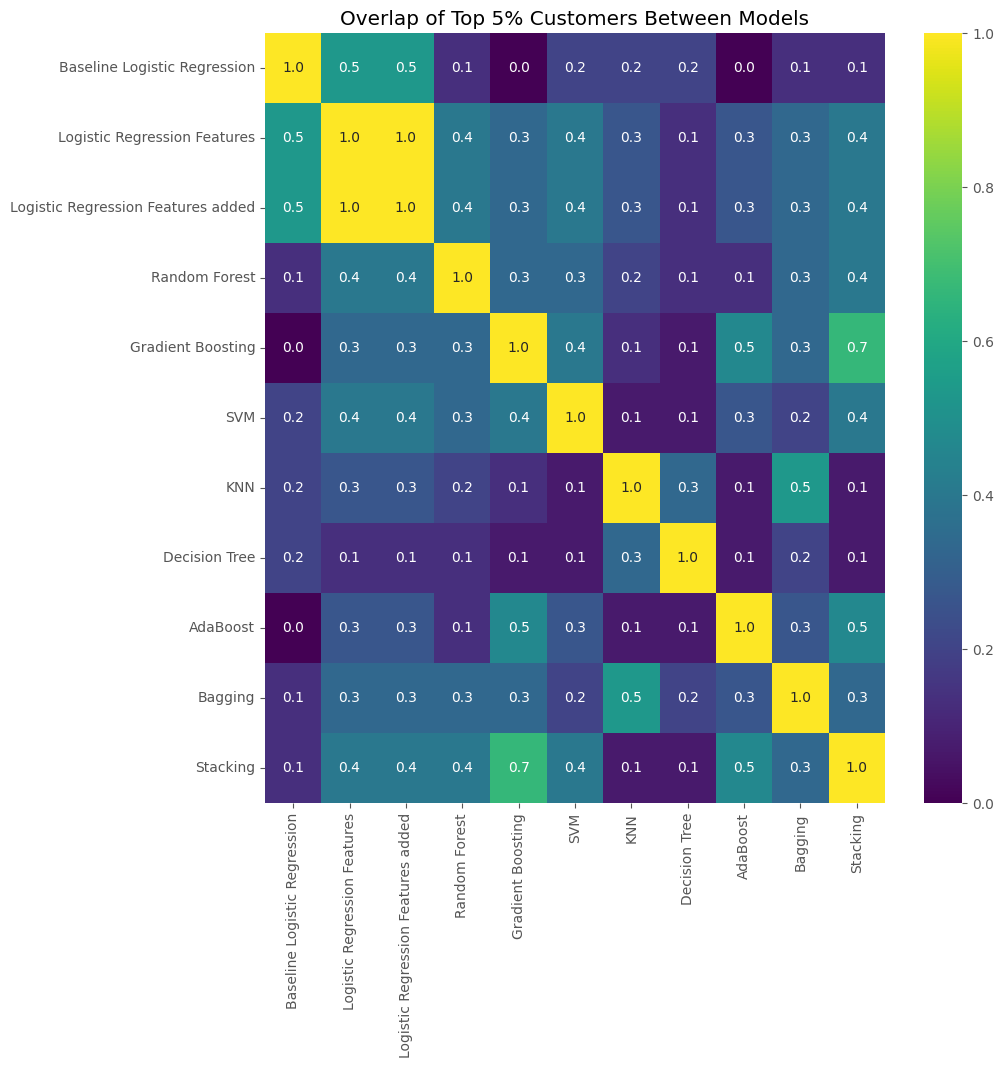 Overlap of Top 5% Customers Between Models
Baseline Logistic Regression 1.0 0.5 0.5 0.1 0.0 0.2 0.2 0.2 0.0 0.1 0.1
Logistic Regression Features 0.5 1.0 1.0 0.4 0.3 0.4 0.3 0.1 0.3 0.3 0.4
Logistic Regression Features added 0.5 1.0 1.0 0.4 0.3 0.4 0.3 0.1 0.3 0.3 0.4
Random Forest 0.1 0.4 0.4 1.0 0.3 0.3 0.2 0.1 0.1 0.3 0.4
Gradient Boosting 0.0 0.3 0.3 0.3 1.0 0.4 0.1 0.1 0.5 0.3 0.7
SVM 0.2 0.4 0.4 0.3 0.4 1.0 0.1 0.1 0.3 0.2 0.4
KNN 0.2 0.3 0.3 0.2 0.1 0.1 1.0 0.3 0.1 0.5 0.1
Decision Tree 0.2 0.1 0.1 0.1 0.1 0.1 0.3 1.0 0.1 0.2 0.1
AdaBoost 0.0 0.3 0.3 0.1 0.5 0.3 0.1 0.1 1.0 0.3 0.5
Bagging 0.1 0.3 0.3 0.3 0.3 0.2 0.5 0.2 0.3 1.0 0.3
Stacking 0.1 0.4 0.4 0.4 0.7 0.4 0.1 0.1 0.5 0.3 1.0
Baseline Logistic Regression
Logistic Regression Features
Logistic Regression Features added
Random Forest
Gradient Boosting
SVM
KNN
Decision Tree
AdaBoost
Bagging
Stacking
1.0
0.8
0.6
0.4
0.2
0.0